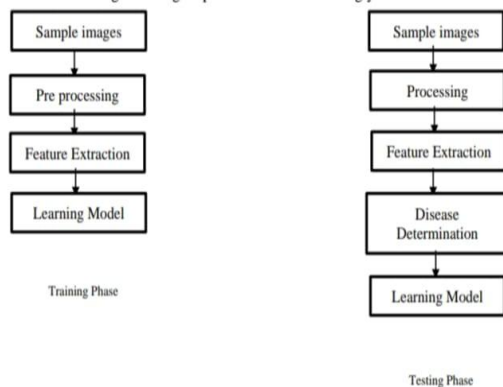 Sample images
Pre processing
Feature Extraction
Learning Model
Training Phase
Sample images
Processing
Feature Extraction
Disease
Determination
Learning Model
Testing Phase